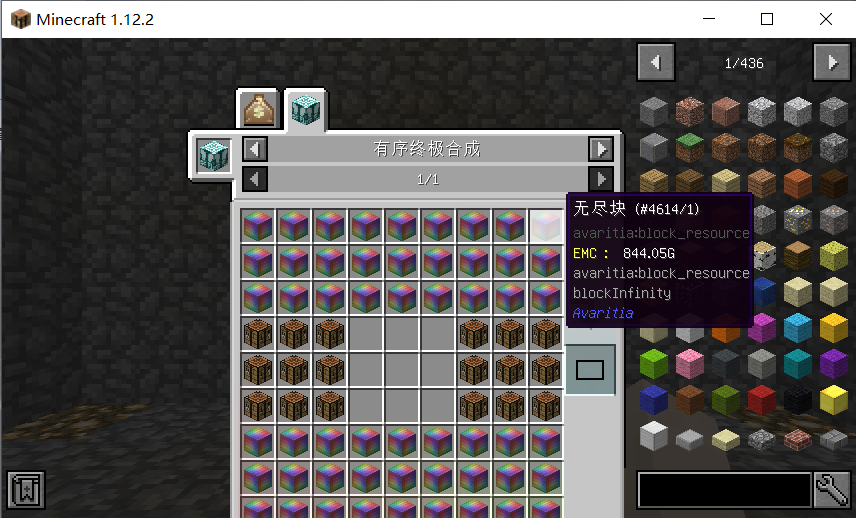 Minecraft 1.12.2
1/436
有序终极合成
1/1
无尽块 (#4614/1)
avaritia:block_resource
EMC： 844.05G
avaritia:block_resource
blockInfinity
Avaritia